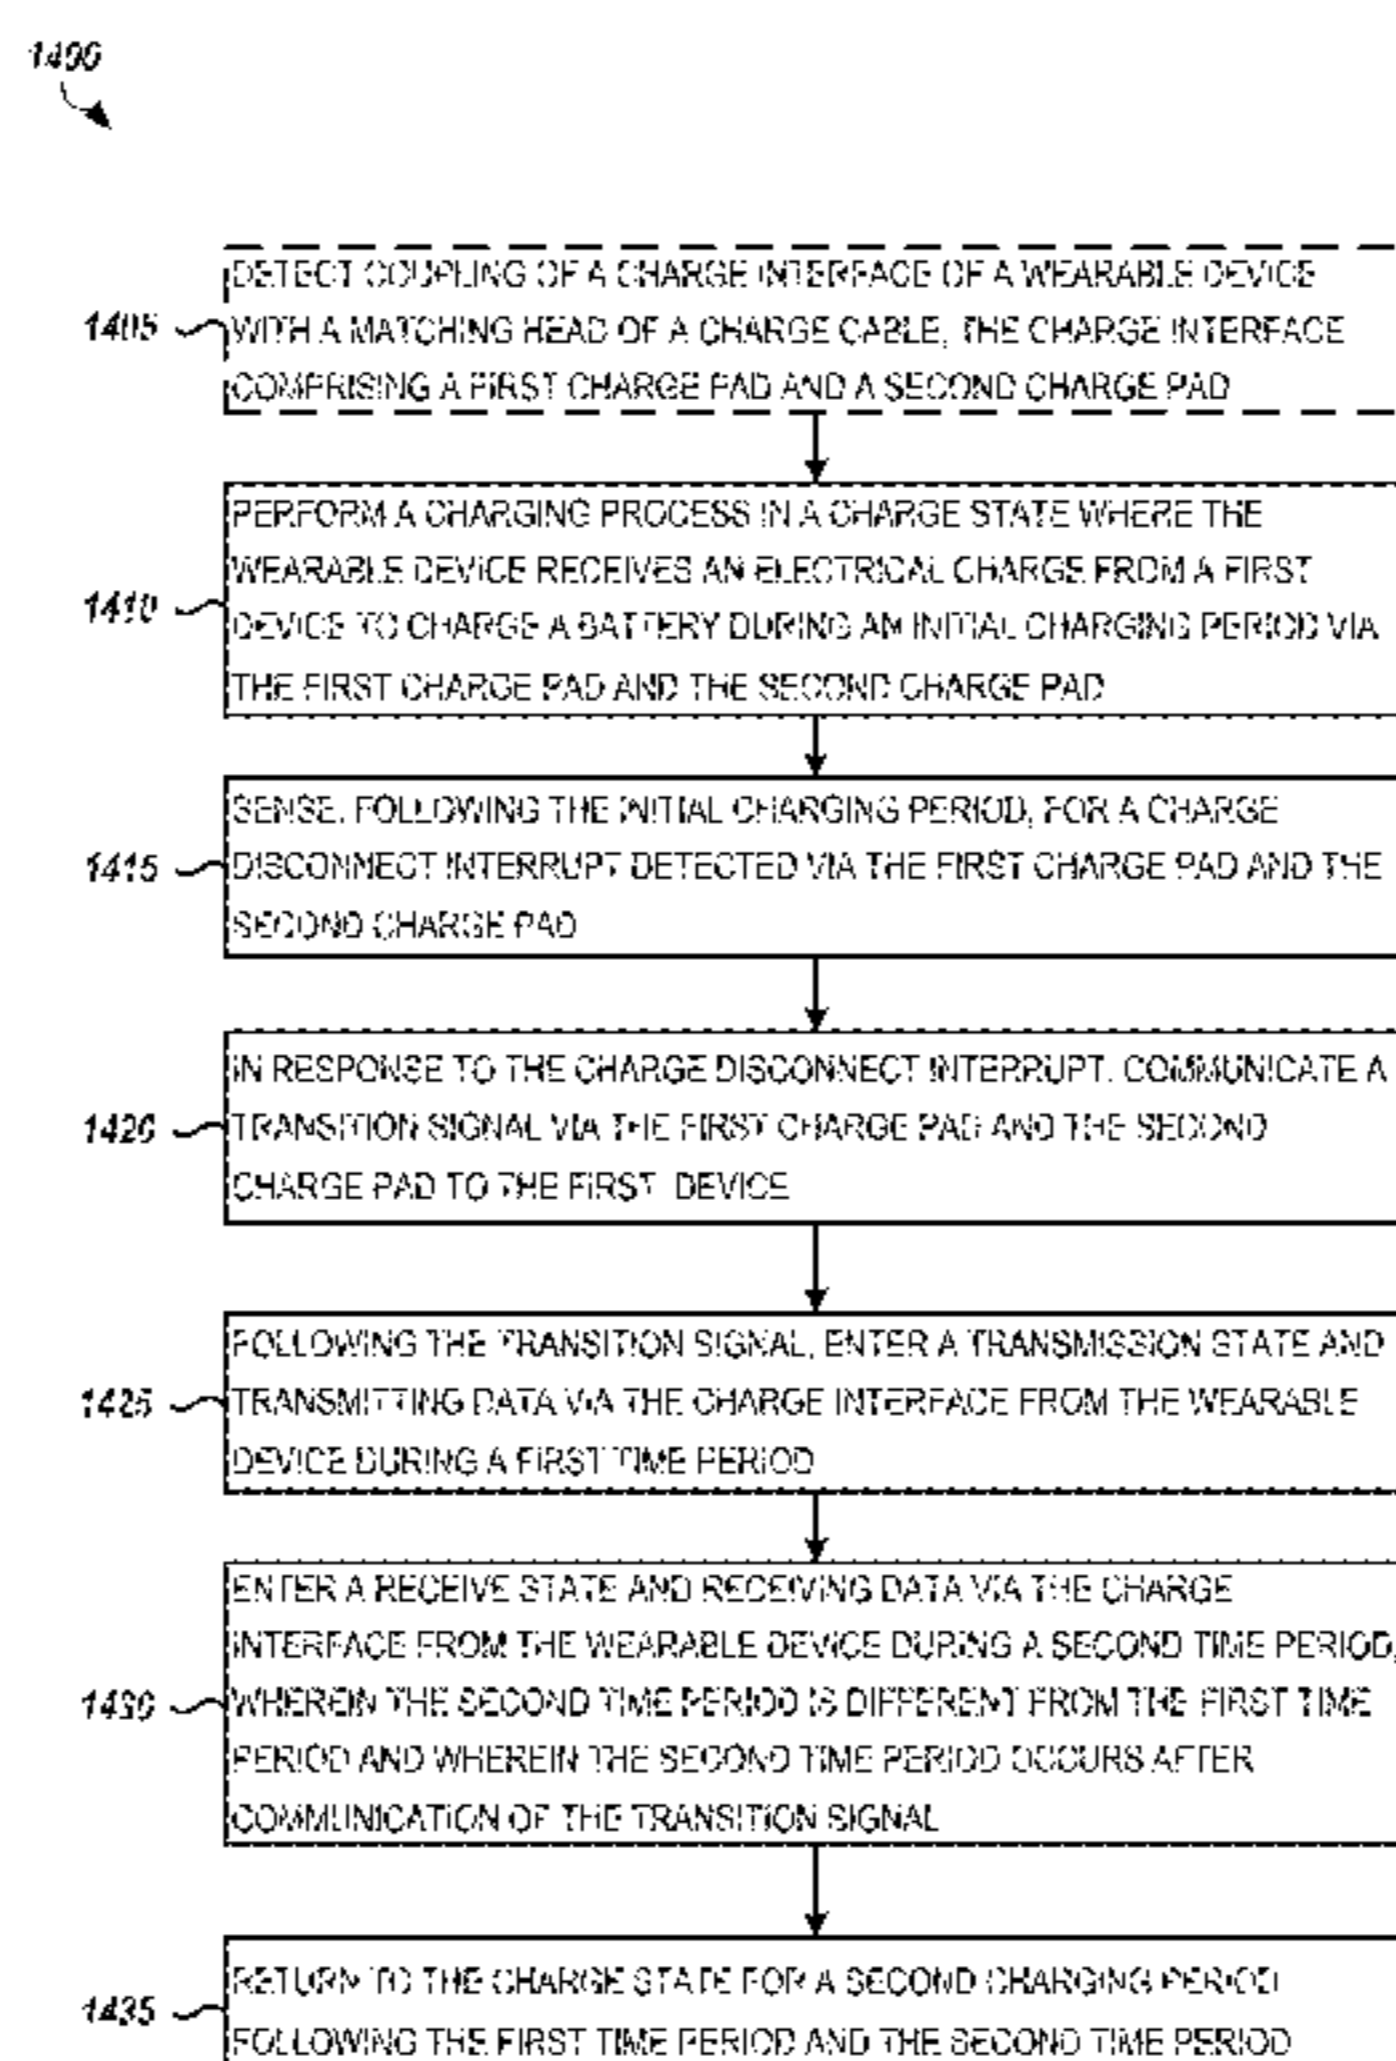 1400
DETECT COUPLING OF A CHARGE INTERFACE OF A WEARABLE DEVICE
1405
WITH A MATCHING HEAD OF A CHARGE CABLE, THE CHARGE INTERFACE
COMPRISING A FIRST CHARGE PAD AND A SECOND CHARGE PAD
PERFORM A CHARGING PROCESS IN A CHARGE STATE WHERE THE
WEARABLE DEVICE RECEIVES AN ELECTRICAL CHARGE FROM A FIRST
1410
DEVICE TO CHARGE A BATTERY DURING AN INITIAL CHARGING PERIOD VIA
THE FIRST CHARGE PAD AND THE SECOND CHARGE PAD
SENSE, FOLLOWING THE INITIAL CHARGING PERIOD, FOR A CHARGE
1415
DISCONNECT INTERRUPT DETECTED VIA THE FIRST CHARGE PAD AND THE
SECOND CHARGE PAD
IN RESPONSE TO THE CHARGE DISCONNECT INTERRUPT, COMMUNICATE A
1420
TRANSITION SIGNAL VIA THE FIRST CHARGE PAD AND THE SECOND
CHARGE PAD TO THE FIRST DEVICE
FOLLOWING THE TRANSITION SIGNAL, ENTER A TRANSMISSION STATE AND
1425
TRANSMITTING DATA VIA THE CHARGE INTERFACE FROM THE WEARABLE
DEVICE DURING A FIRST TIME PERIOD
ENTER A RECEIVE STATE AND RECEIVING DATA VIA THE CHARGE
INTERFACE FROM THE WEARABLE DEVICE DURING A SECOND TIME PERIOD,
1430
WHEREIN THE SECOND TIME PERIOD IS DIFFERENT FROM THE FIRST TIME
PERIOD AND WHEREIN THE SECOND TIME PERIOD OCCURS AFTER
COMMUNICATION OF THE TRANSITION SIGNAL
RETURN TO THE CHARGE STATE FOR A SECOND CHARGING PERIOD
1435
FOLLOWING THE FIRST TIME PERIOD AND THE SECOND TIME PERIOD